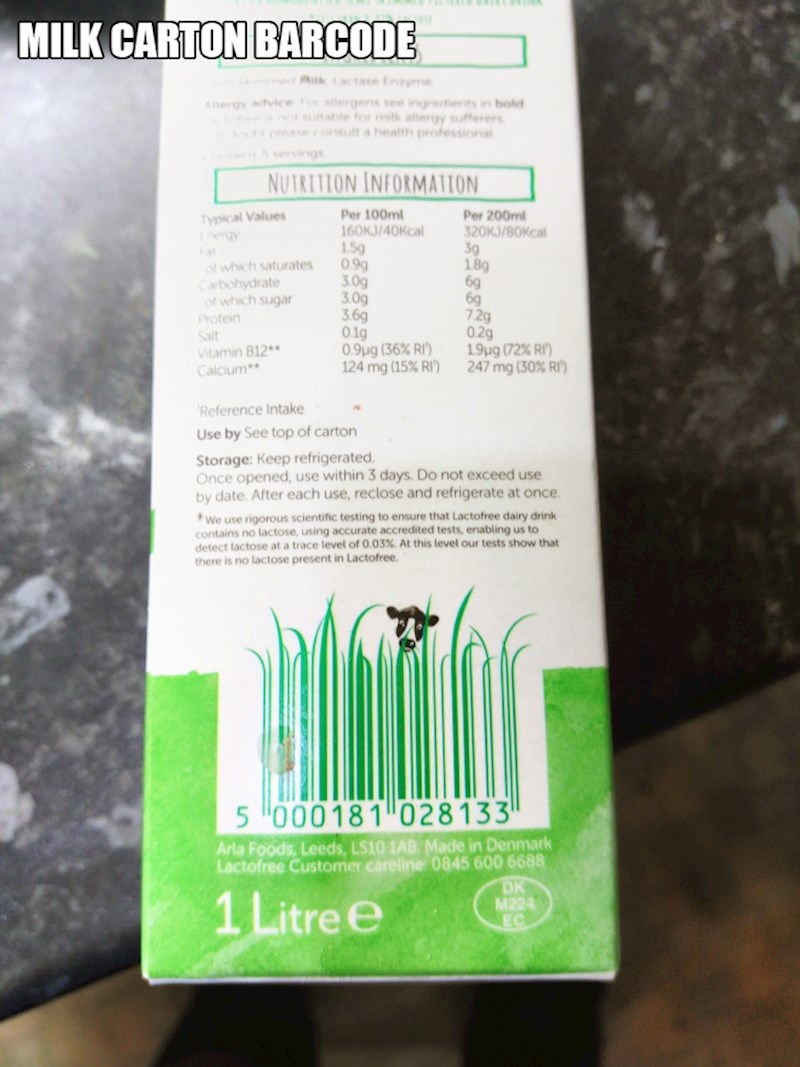 MILK CARTON BARCODE
Milk, Lactase Enzyme
Allergy advice: For allergens see ingredients in bold.
is not suitable for milk allergy sufferers.
please consult a health professional.
Contains 5 servings
NUTRITION INFORMATION
Typical Values Per 100ml Per 200ml
Energy 160KJ/40Kcal 320KJ/80Kcal
Fat 1.5g 3g
of which saturates 0.9g 1.8g
Carbohydrate 3.0g 6g
of which sugar 3.0g 6g
Protein 3.6g 7.2g
Salt 0.1g 0.2g
Vitamin B12** 0.9µg (36% RI¹) 1.9µg (72% RI¹)
Calcium** 124 mg (15% RI¹) 247 mg (30% RI¹)
¹Reference Intake
Use by See top of carton
Storage: Keep refrigerated.
Once opened, use within 3 days. Do not exceed use
by date. After each use, reclose and refrigerate at once.
*We use rigorous scientific testing to ensure that Lactofree dairy drink
contains no lactose, using accurate accredited tests, enabling us to
detect lactose at a trace level of 0.03%. At this level our tests show that
there is no lactose present in Lactofree.
5 000181 028133
Arla Foods, Leeds, LS10 1AB. Made in Denmark
Lactofree Customer careline: 0845 600 6688
1 Litre ℮
DK
M224
EC